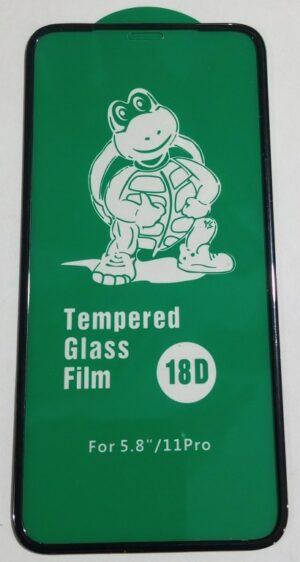 Tempered
Glass
Film
18D
For 5.8"/11Pro